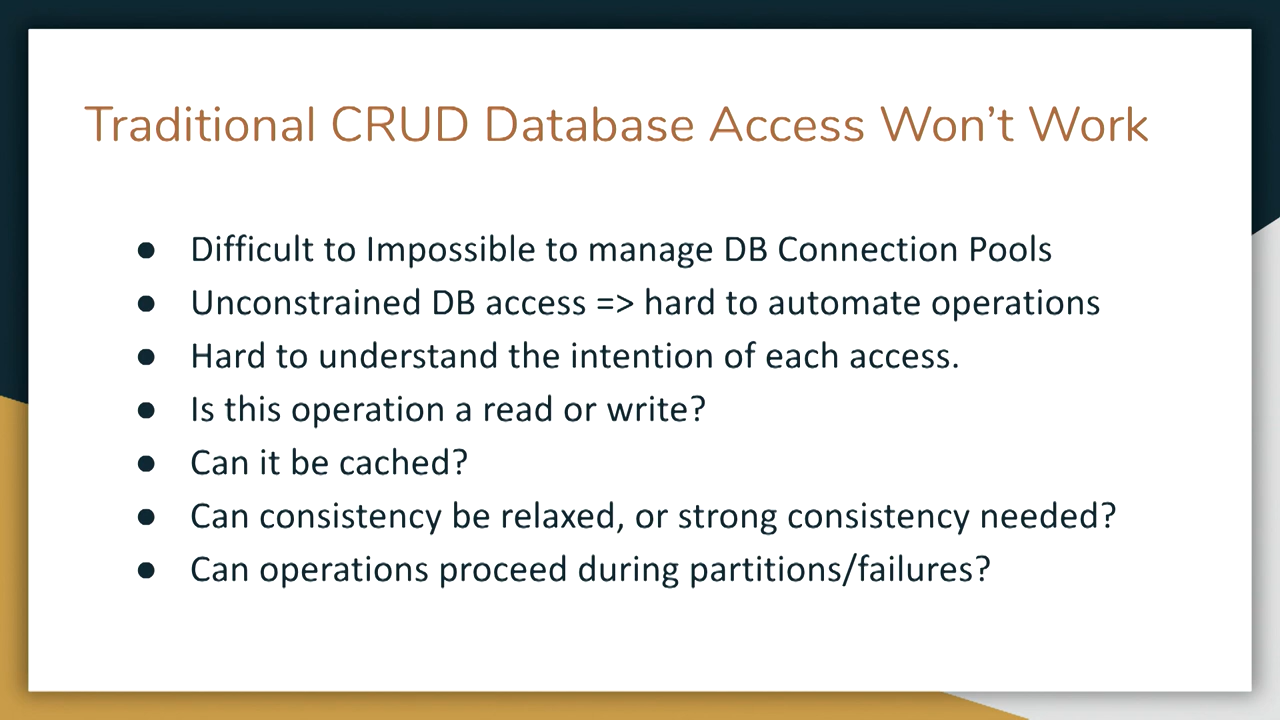 Traditional CRUD Database Access Won't Work
● Difficult to Impossible to manage DB Connection Pools
● Unconstrained DB access => hard to automate operations
● Hard to understand the intention of each access.
● Is this operation a read or write?
● Can it be cached?
● Can consistency be relaxed, or strong consistency needed?
● Can operations proceed during partitions/failures?